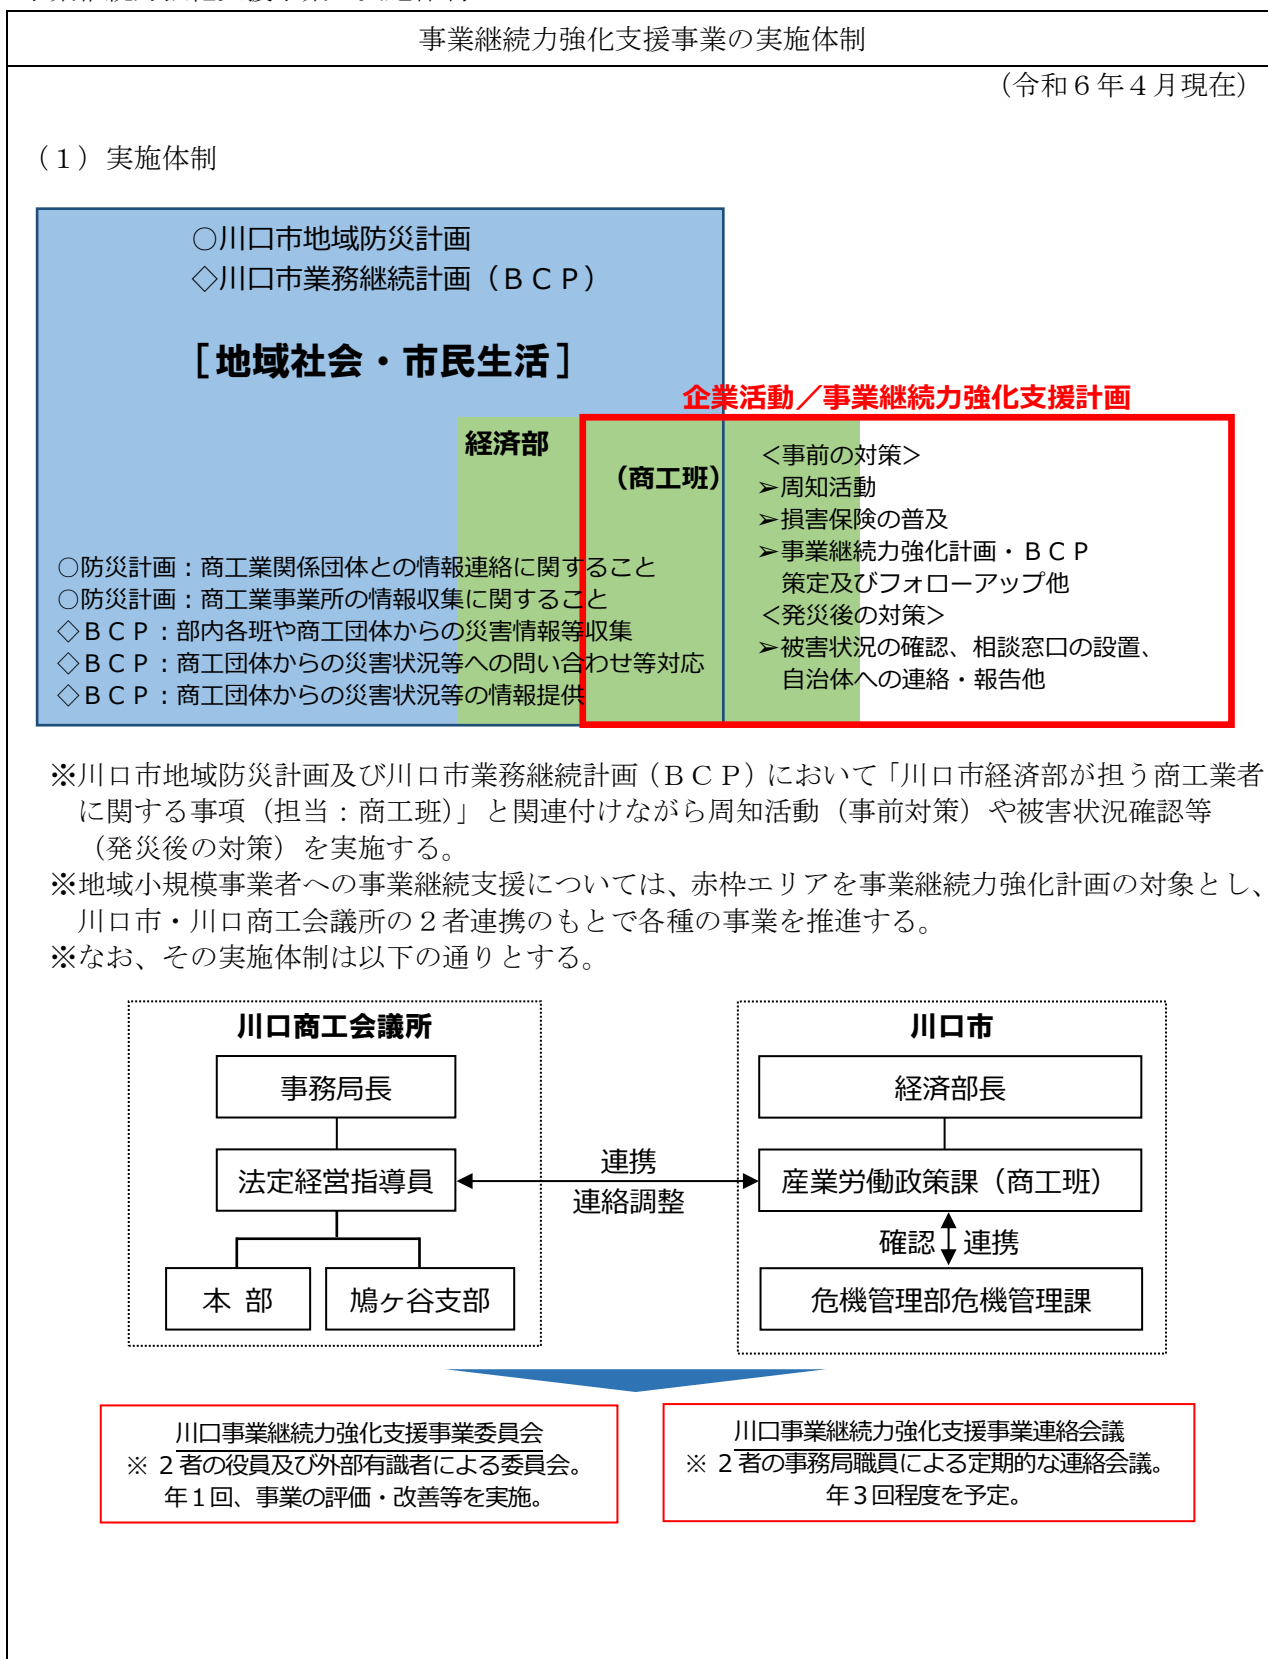 事業継続力強化支援事業の実施体制
（令和６年４月現在）
（１）実施体制
○川口市地域防災計画
◇川口市業務継続計画（ＢＣＰ）
［地域社会・市民生活］
企業活動／事業継続力強化支援計画
経済部
（商工班）
＜事前の対策＞
➢周知活動
➢損害保険の普及
➢事業継続力強化計画・ＢＣＰ
策定及びフォローアップ他
＜発災後の対策＞
➢被害状況の確認、相談窓口の設置、
自治体への連絡・報告他
○防災計画：商工業関係団体との情報連絡に関すること
○防災計画：商工業事業所の情報収集に関すること
◇ＢＣＰ：部内各班や商工団体からの災害情報等収集
◇ＢＣＰ：商工団体からの災害状況等への問い合わせ等対応
◇ＢＣＰ：商工団体からの災害状況等の情報提供
※川口市地域防災計画及び川口市業務継続計画（ＢＣＰ）において「川口市経済部が担う商工業者
に関する事項（担当：商工班）」と関連付けながら周知活動（事前対策）や被害状況確認等
（発災後の対策）を実施する。
※地域小規模事業者への事業継続支援については、赤枠エリアを事業継続力強化計画の対象とし、
川口市・川口商工会議所の２者連携のもとで各種の事業を推進する。
※なお、その実施体制は以下の通りとする。
川口商工会議所
事務局長
法定経営指導員
本 部
鳩ヶ谷支部
連携
連絡調整
川口市
経済部長
産業労働政策課（商工班）
確認 連携
危機管理部危機管理課
川口事業継続力強化支援事業委員会
※ ２者の役員及び外部有識者による委員会。
年１回、事業の評価・改善等を実施。
川口事業継続力強化支援事業連絡会議
※ ２者の事務局職員による定期的な連絡会議。
年３回程度を予定。